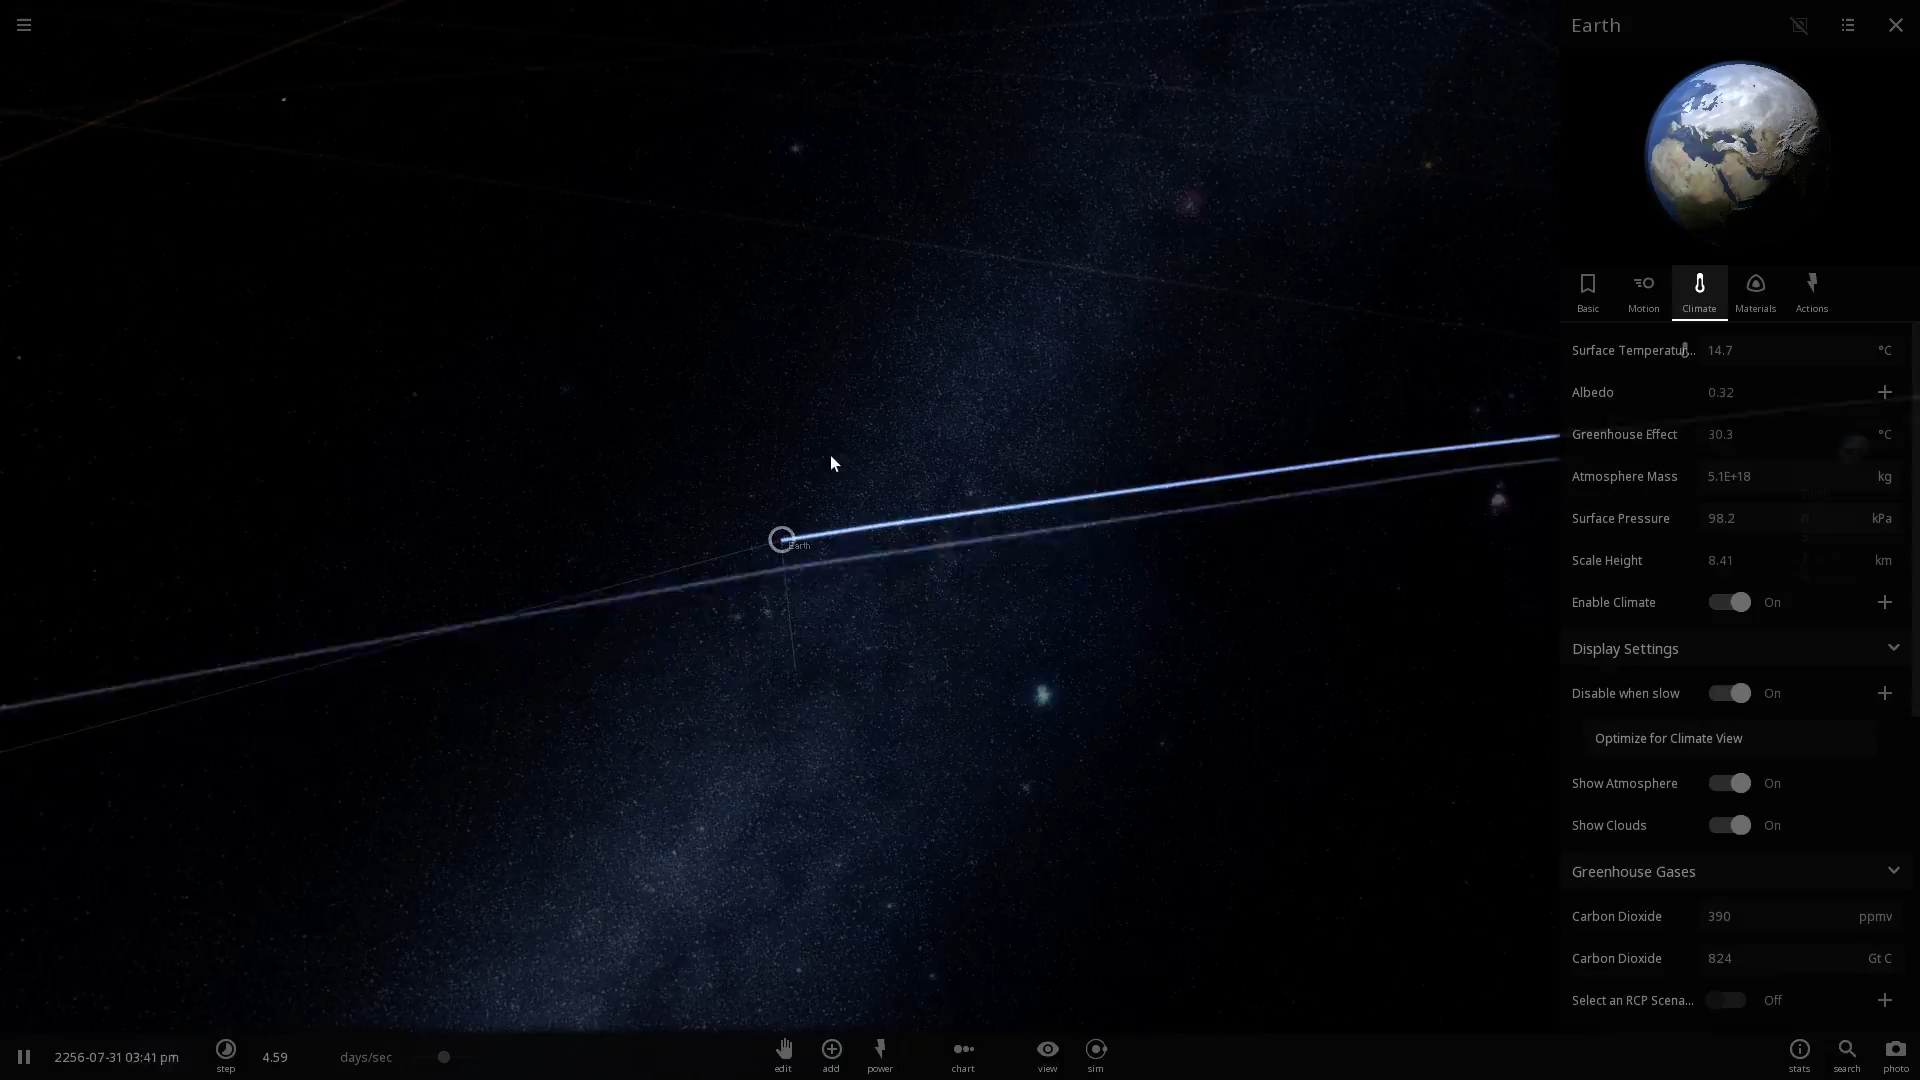 Earth
Basic
Motion
Climate
Materials
Actions
Surface Temperatur... 14.7 °C
Albedo 0.32
Greenhouse Effect 30.3 °C
Atmosphere Mass 5.1E+18 kg
Surface Pressure 98.2 kPa
Scale Height 8.41 km
Enable Climate On
Display Settings
Disable when slow On
Optimize for Climate View
Show Atmosphere On
Show Clouds On
Greenhouse Gases
Carbon Dioxide 390 ppmv
Carbon Dioxide 824 Gt C
Select an RCP Scena... Off
Earth
2256-07-31 03:41 pm
step
4.59 days/sec
edit
add
power
chart
view
sim
stats
search
photo